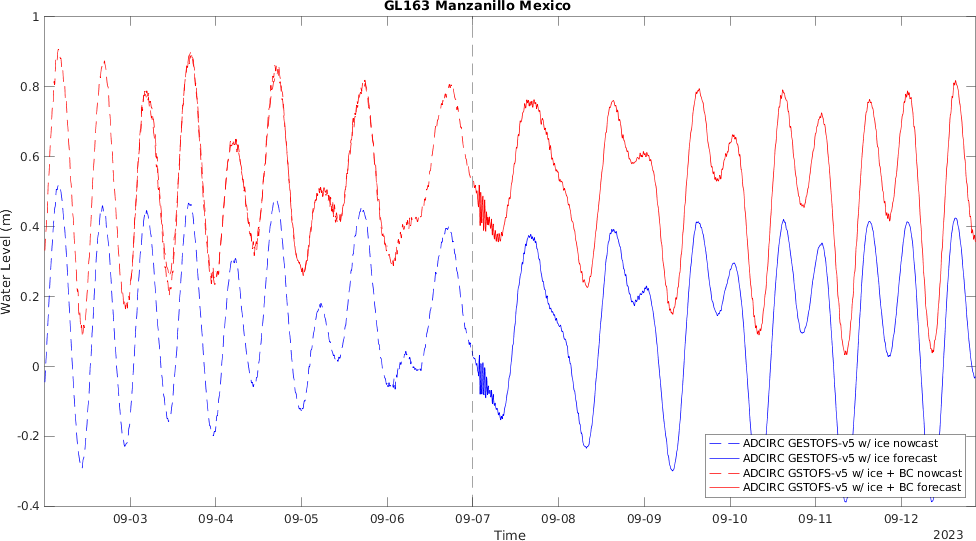 GL163 Manzanillo Mexico
1
0.8
0.6
0.4
0.2
0
-0.2
-0.4
Water Level (m)
ADCIRC GESTOFS-v5 w/ ice nowcast
ADCIRC GESTOFS-v5 w/ ice forecast
ADCIRC GSTOFS-v5 w/ ice + BC nowcast
ADCIRC GSTOFS-v5 w/ ice + BC forecast
09-03 09-04 09-05 09-06 09-07 09-08 09-09 09-10 09-11 09-12
Time
2023